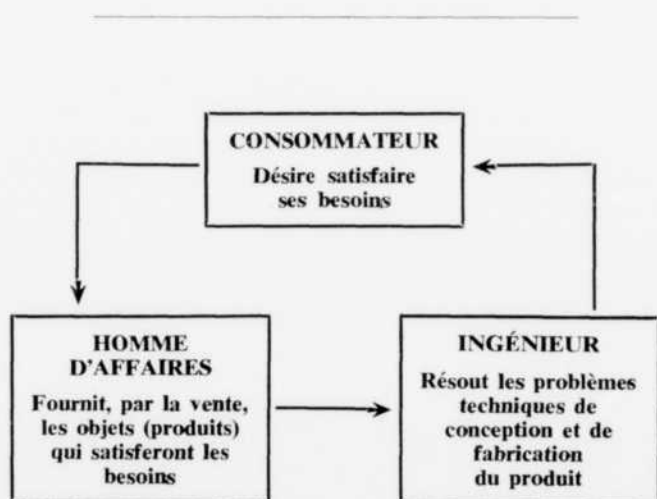 CONSOMMATEUR
Désire satisfaire
ses besoins
HOMME
D'AFFAIRES
Fournit, par la vente,
les objets (produits)
qui satisferont les
besoins
INGÉNIEUR
Résout les problèmes
techniques de
conception et de
fabrication
du produit